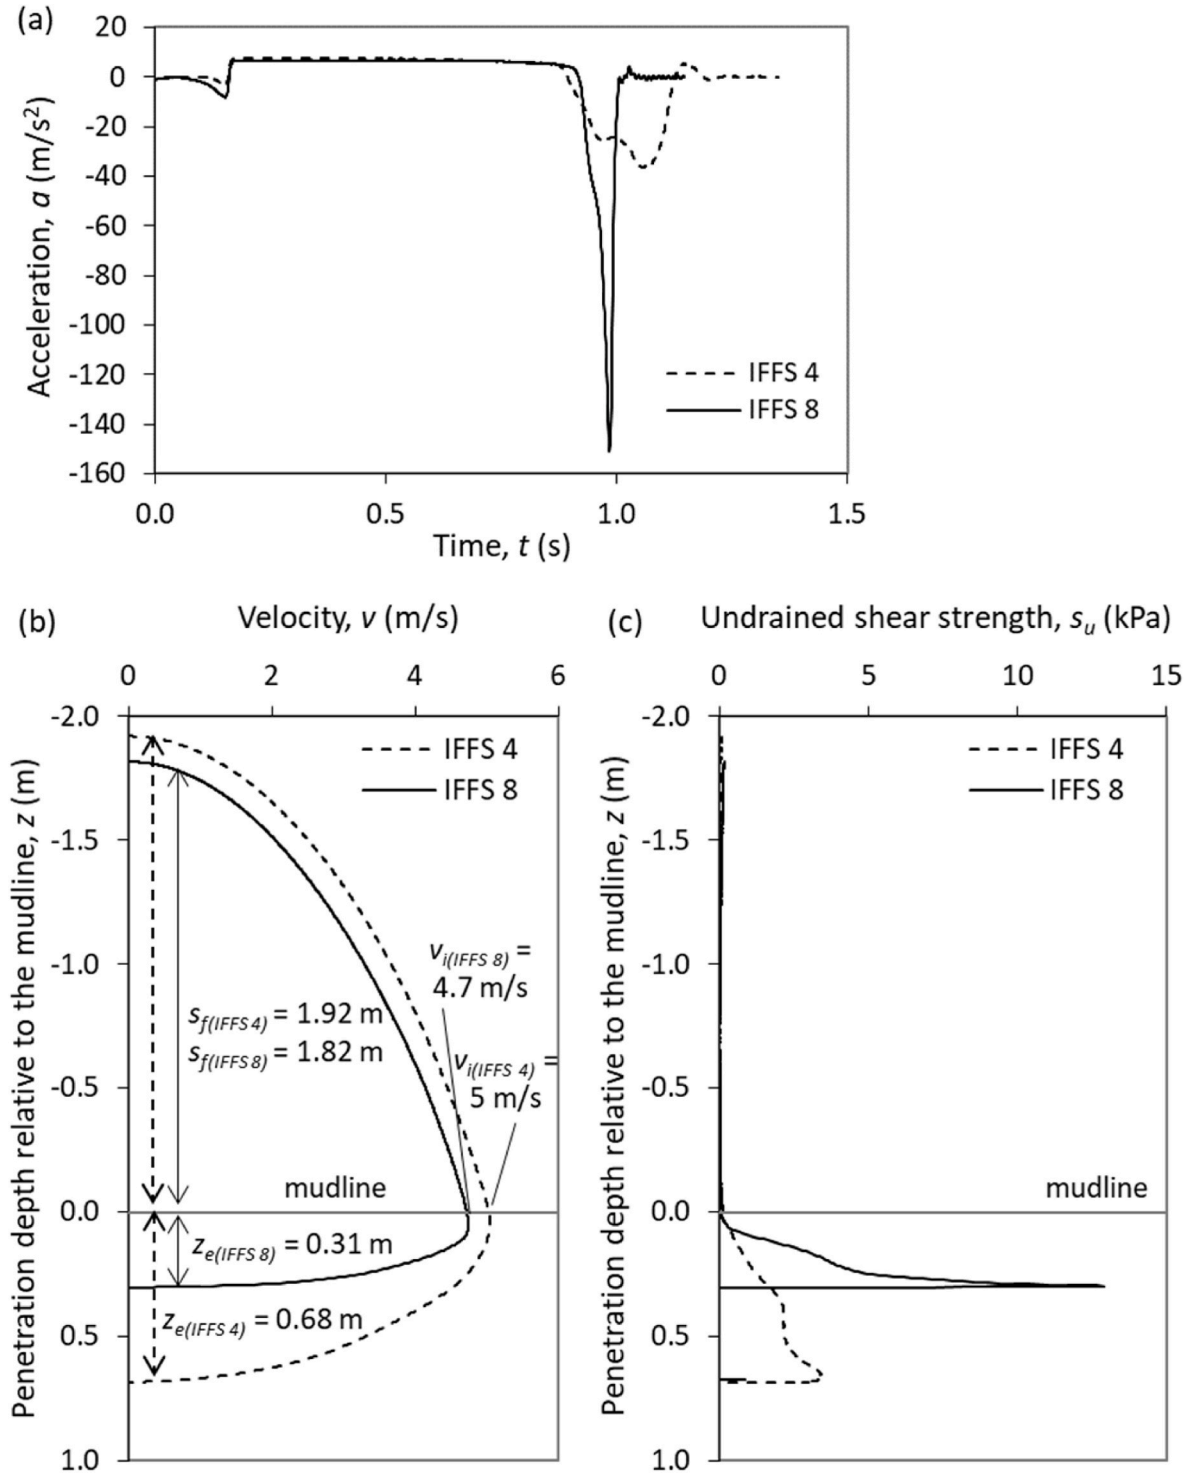 (a)
20
0
-20
-40
-60
-80
-100
-120
-140
-160
Acceleration, a (m/s²)
IFFS 4
IFFS 8
0.0 0.5 1.0 1.5
Time, t (s)
(b) Velocity, v (m/s)
0 2 4 6
-2.0
-1.5
-1.0
-0.5
0.0
0.5
1.0
Penetration depth relative to the mudline, z (m)
IFFS 4
IFFS 8
vi(IFFS 8) =
4.7 m/s
sf(IFFS 4) = 1.92 m
sf(IFFS 8) = 1.82 m
vi(IFFS 4) =
5 m/s
mudline
ze(IFFS 8) = 0.31 m
ze(IFFS 4) = 0.68 m
(c) Undrained shear strength, su (kPa)
0 5 10 15
-2.0
-1.5
-1.0
-0.5
0.0
0.5
1.0
Penetration depth relative to the mudline, z (m)
IFFS 4
IFFS 8
mudline